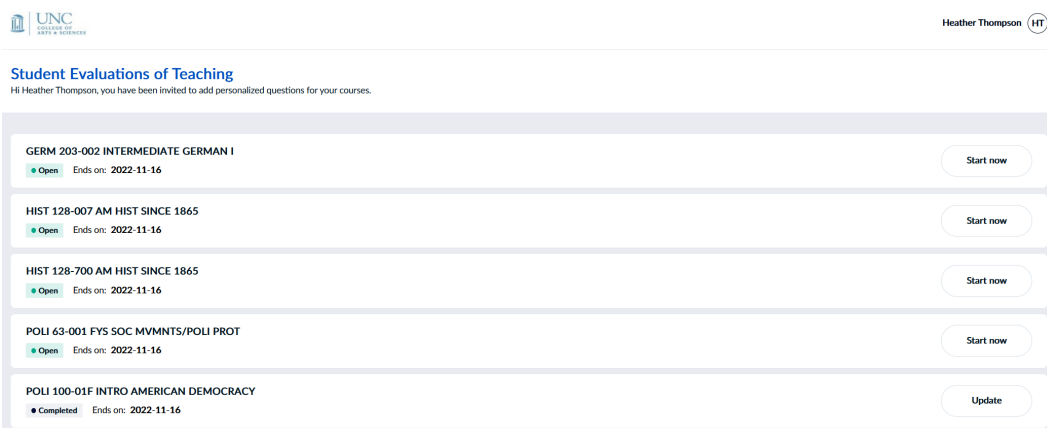 UNC
COLLEGE OF
ARTS & SCIENCES
Heather Thompson HT
Student Evaluations of Teaching
Hi Heather Thompson, you have been invited to add personalized questions for your courses.
GERM 203-002 INTERMEDIATE GERMAN I
Open Ends on: 2022-11-16
Start now
HIST 128-007 AM HIST SINCE 1865
Open Ends on: 2022-11-16
Start now
HIST 128-700 AM HIST SINCE 1865
Open Ends on: 2022-11-16
Start now
POLI 63-001 FYS SOC MVMNTS/POLI PROT
Open Ends on: 2022-11-16
Start now
POLI 100-01F INTRO AMERICAN DEMOCRACY
Completed Ends on: 2022-11-16
Update